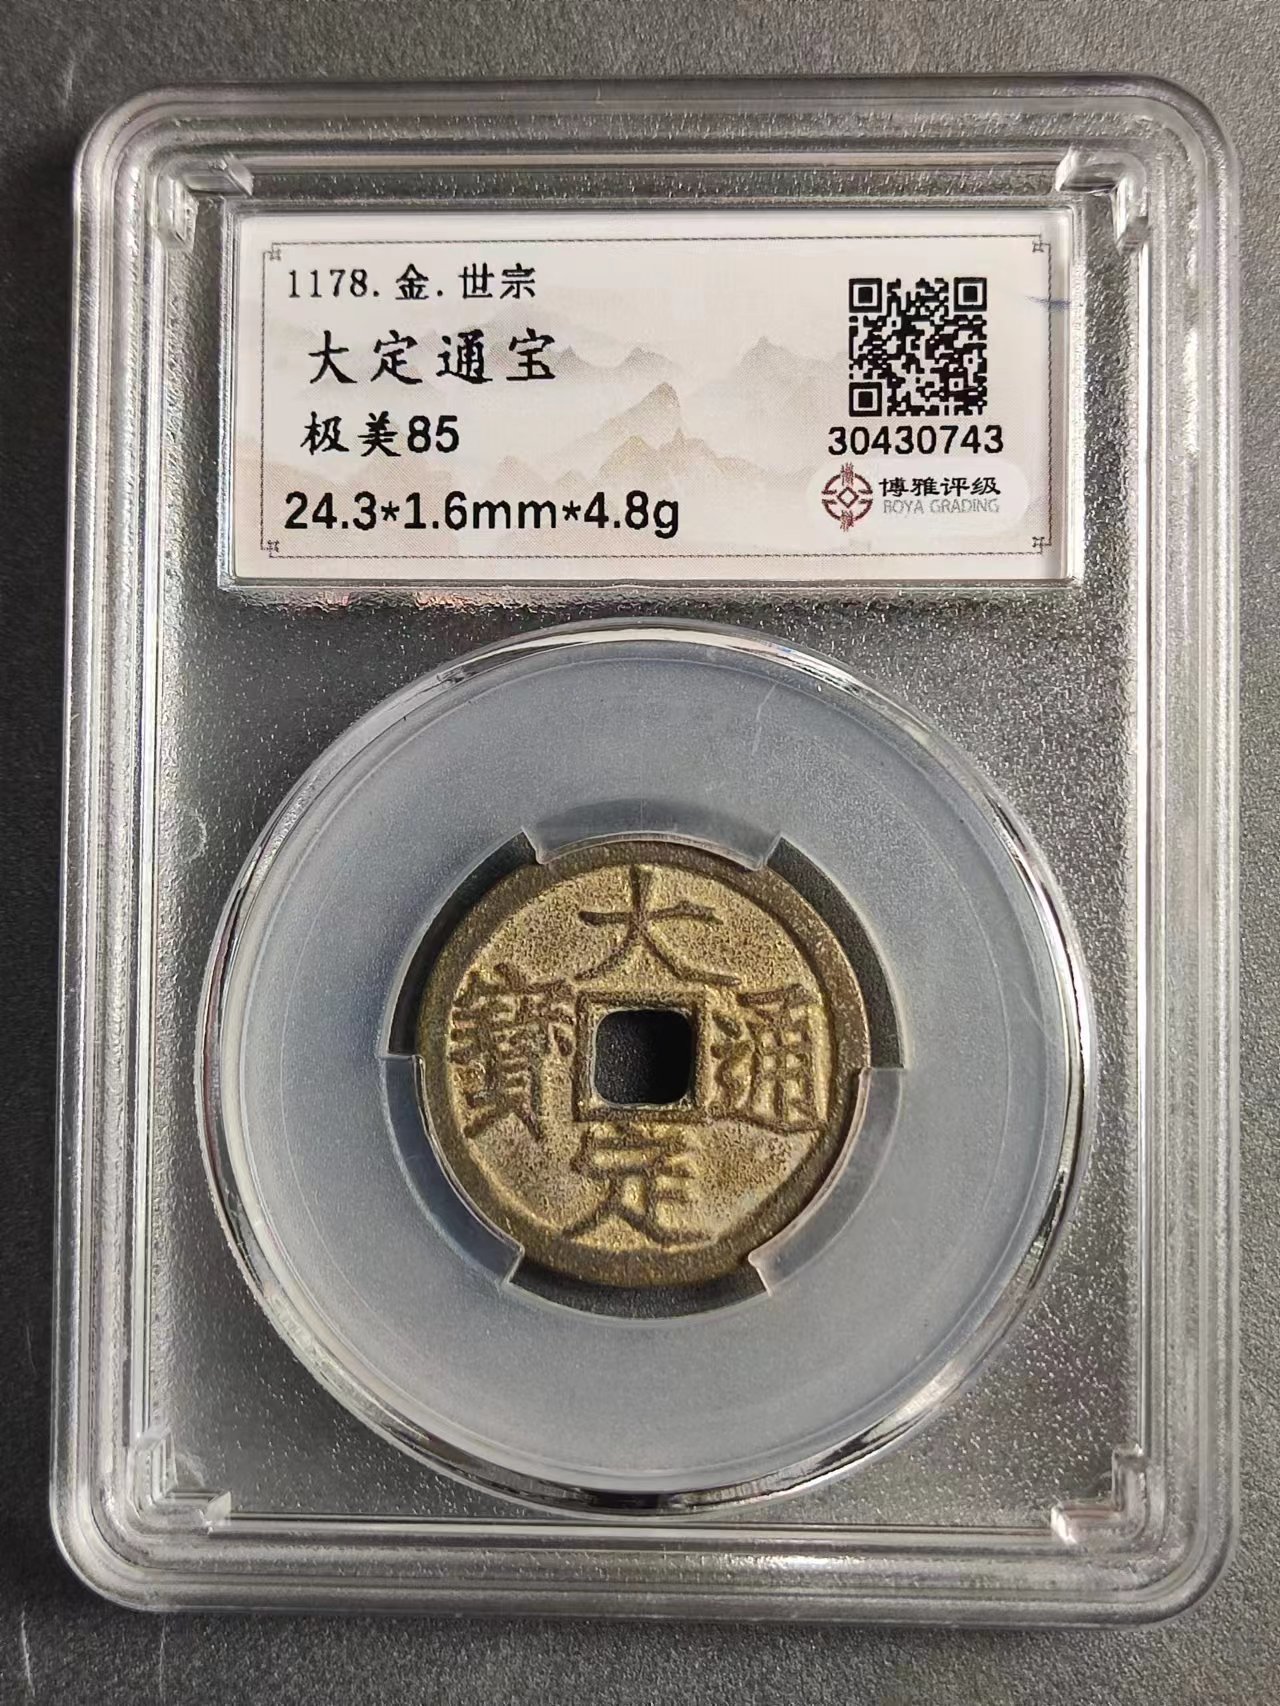 1178.金.世宗
大定通宝
极美85
24.3*1.6mm*4.8g
30430743
博雅评级
BOYA GRADING
大定通寳